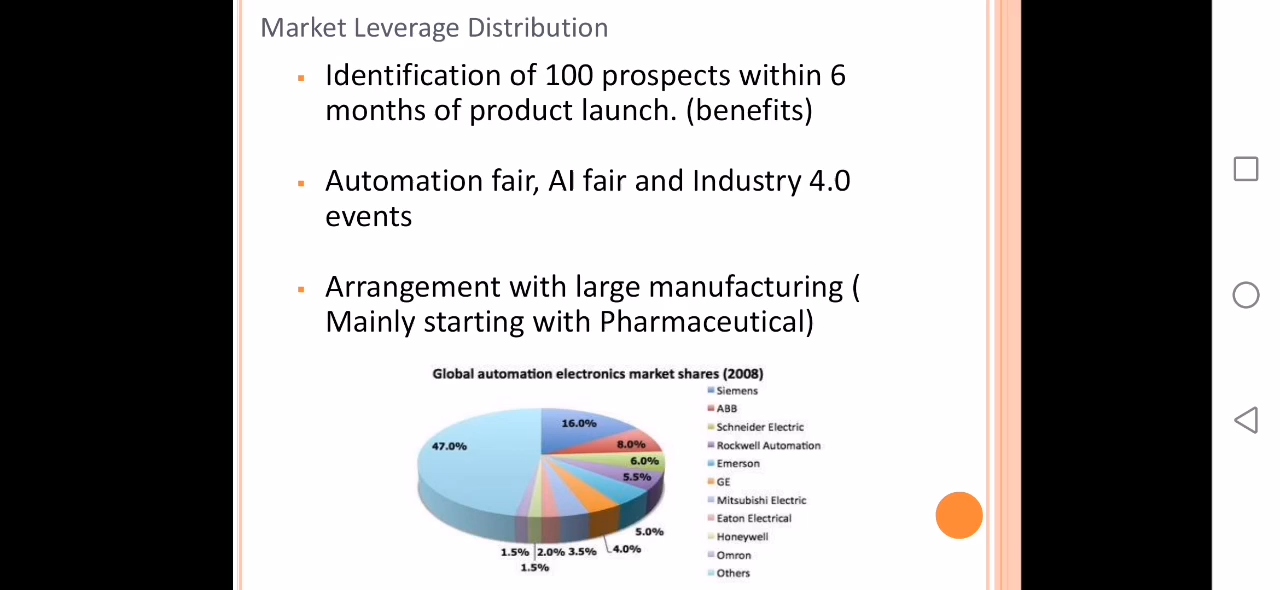 Market Leverage Distribution
▪ Identification of 100 prospects within 6
months of product launch. (benefits)
▪ Automation fair, AI fair and Industry 4.0
events
▪ Arrangement with large manufacturing (
Mainly starting with Pharmaceutical)
Global automation electronics market shares (2008)
Siemens
ABB
Schneider Electric
Rockwell Automation
Emerson
GE
Mitsubishi Electric
Eaton Electrical
Honeywell
Omron
Others
16.0%
8.0%
6.0%
5.5%
5.0%
4.0%
3.5%
2.0%
1.5%
1.5%
47.0%